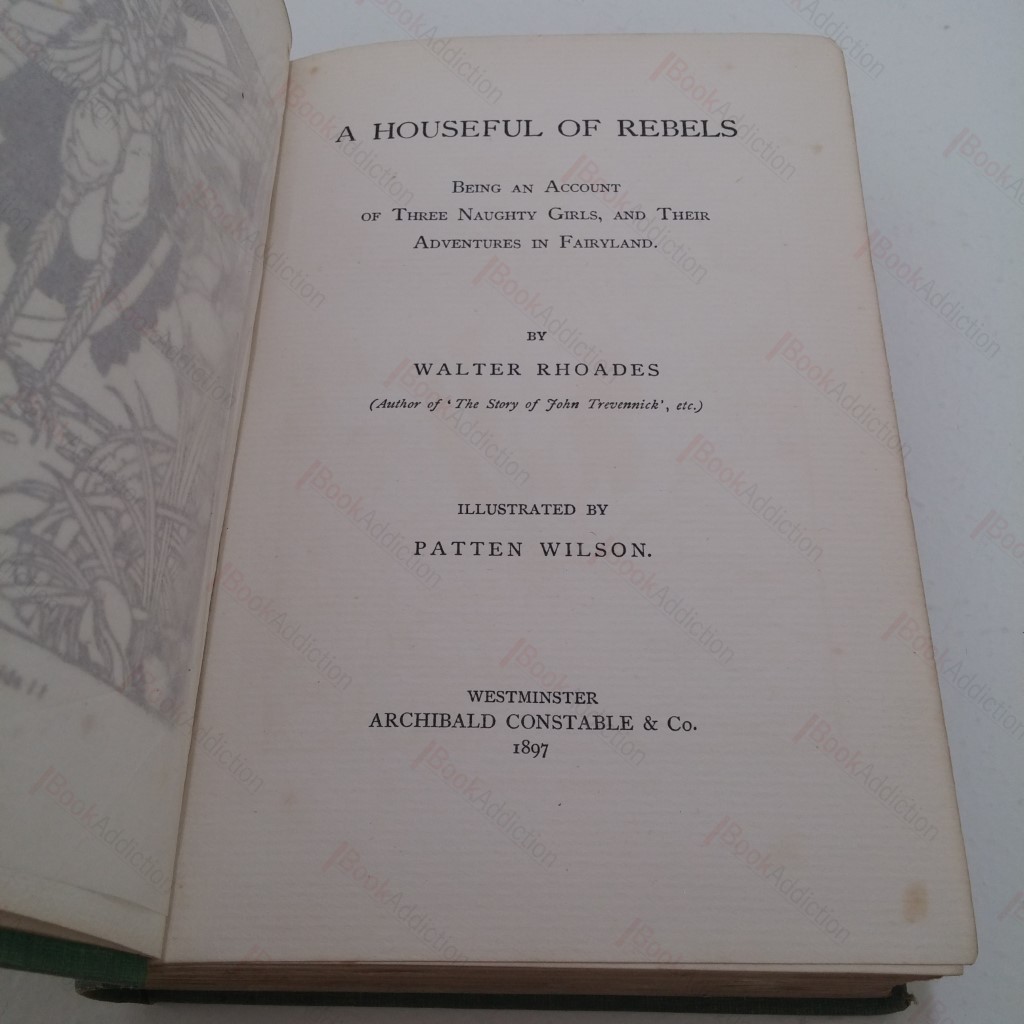 A HOUSEFUL OF REBELS
BEING AN ACCOUNT
OF THREE NAUGHTY GIRLS, AND THEIR
ADVENTURES IN FAIRYLAND.
BY
WALTER RHOADES
(Author of 'The Story of John Trevennick', etc.)
ILLUSTRATED BY
PATTEN WILSON.
WESTMINSTER
ARCHIBALD CONSTABLE & Co.
1897
BookAddiction